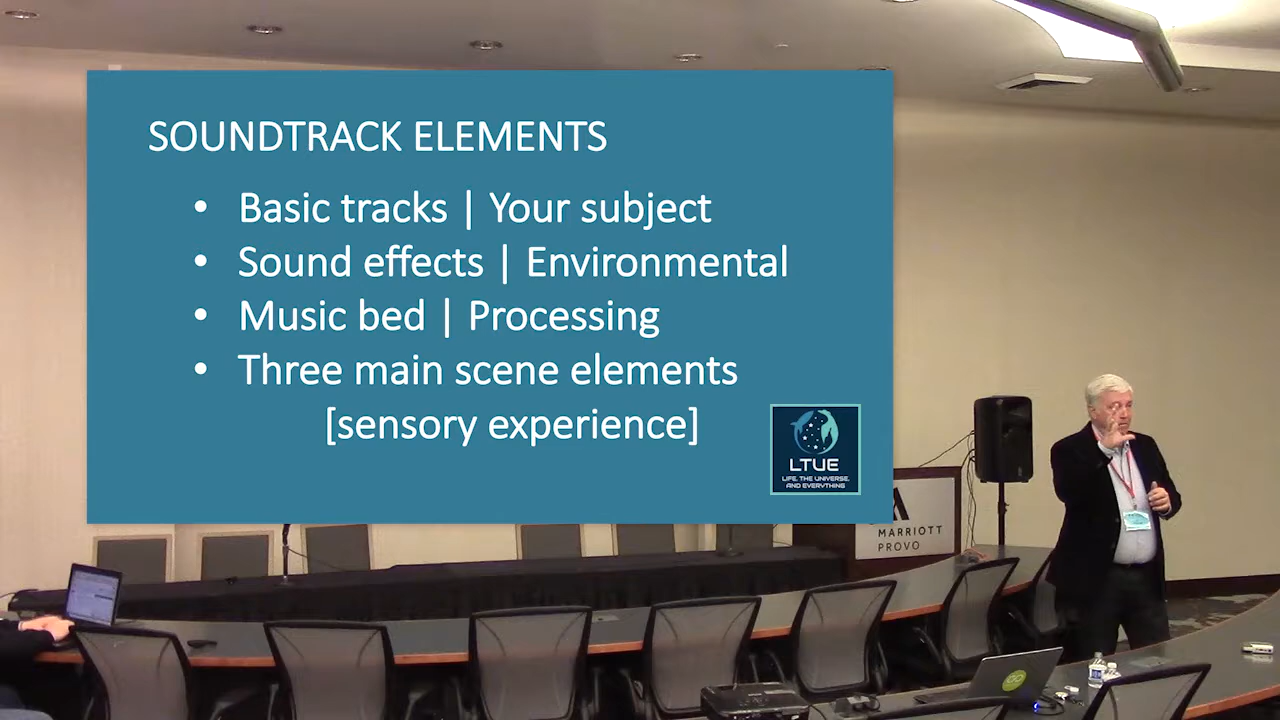 SOUNDTRACK ELEMENTS
• Basic tracks | Your subject
• Sound effects | Environmental
• Music bed | Processing
• Three main scene elements
[sensory experience]
LTUE
LIFE, THE UNIVERSE,
AND EVERYTHING
MARRIOTT
PROVO